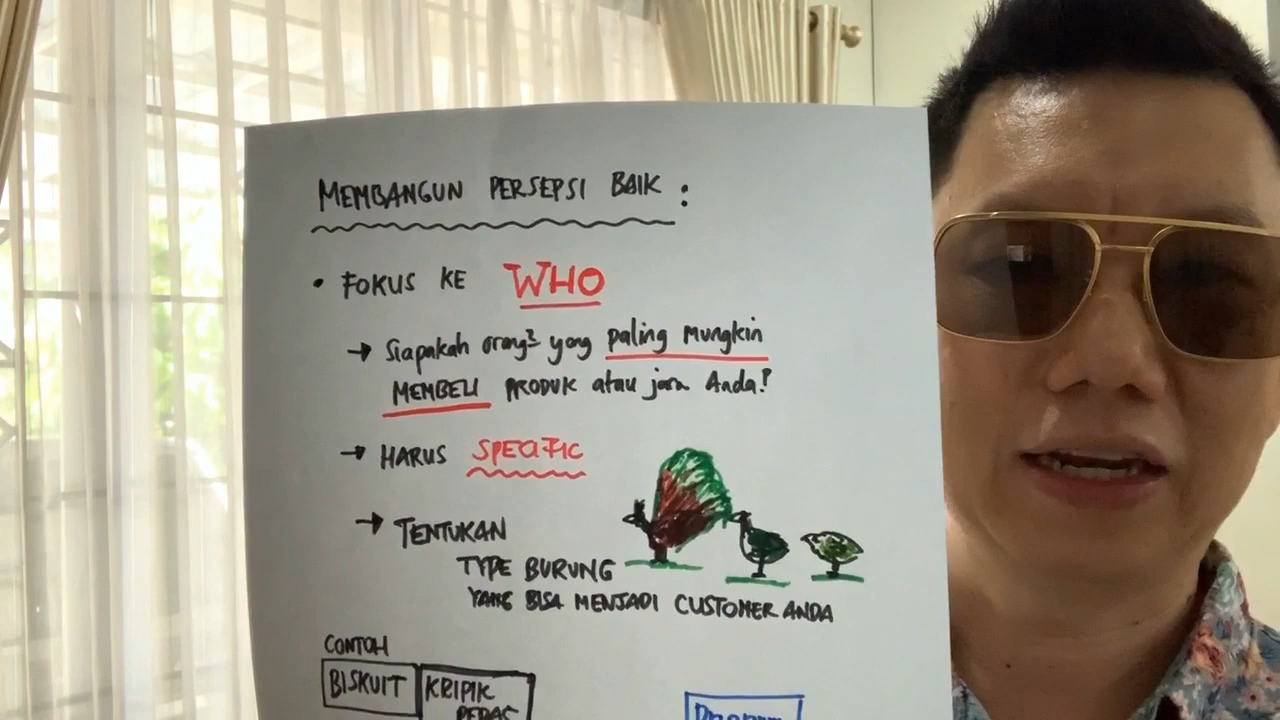 MEMBANGUN PERSEPSI BAIK :
• FOKUS KE WHO
→ Siapakah orang² yang paling mungkin
MEMBELI PRODUK atau jasa Anda?
→ HARUS SPECIFIC
→ TENTUKAN
TYPE BURUNG
YANG BISA MENJADI CUSTOMER ANDA
CONTOH
BISKUIT KRIPIK
PEDAS